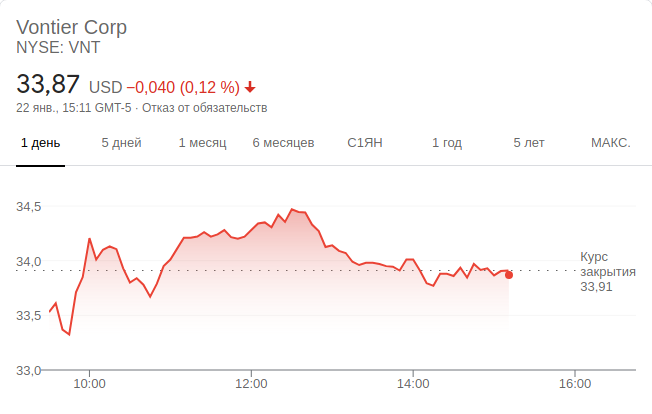 Vontier Corp
NYSE: VNT
33,87 USD −0,040 (0,12 %)
22 янв., 15:11 GMT-5 · Отказ от обязательств
1 день 5 дней 1 месяц 6 месяцев С1ЯН 1 год 5 лет МАКС.
34,5
34,0
33,5
33,0
Курс
закрытия
33,91
10:00 12:00 14:00 16:00